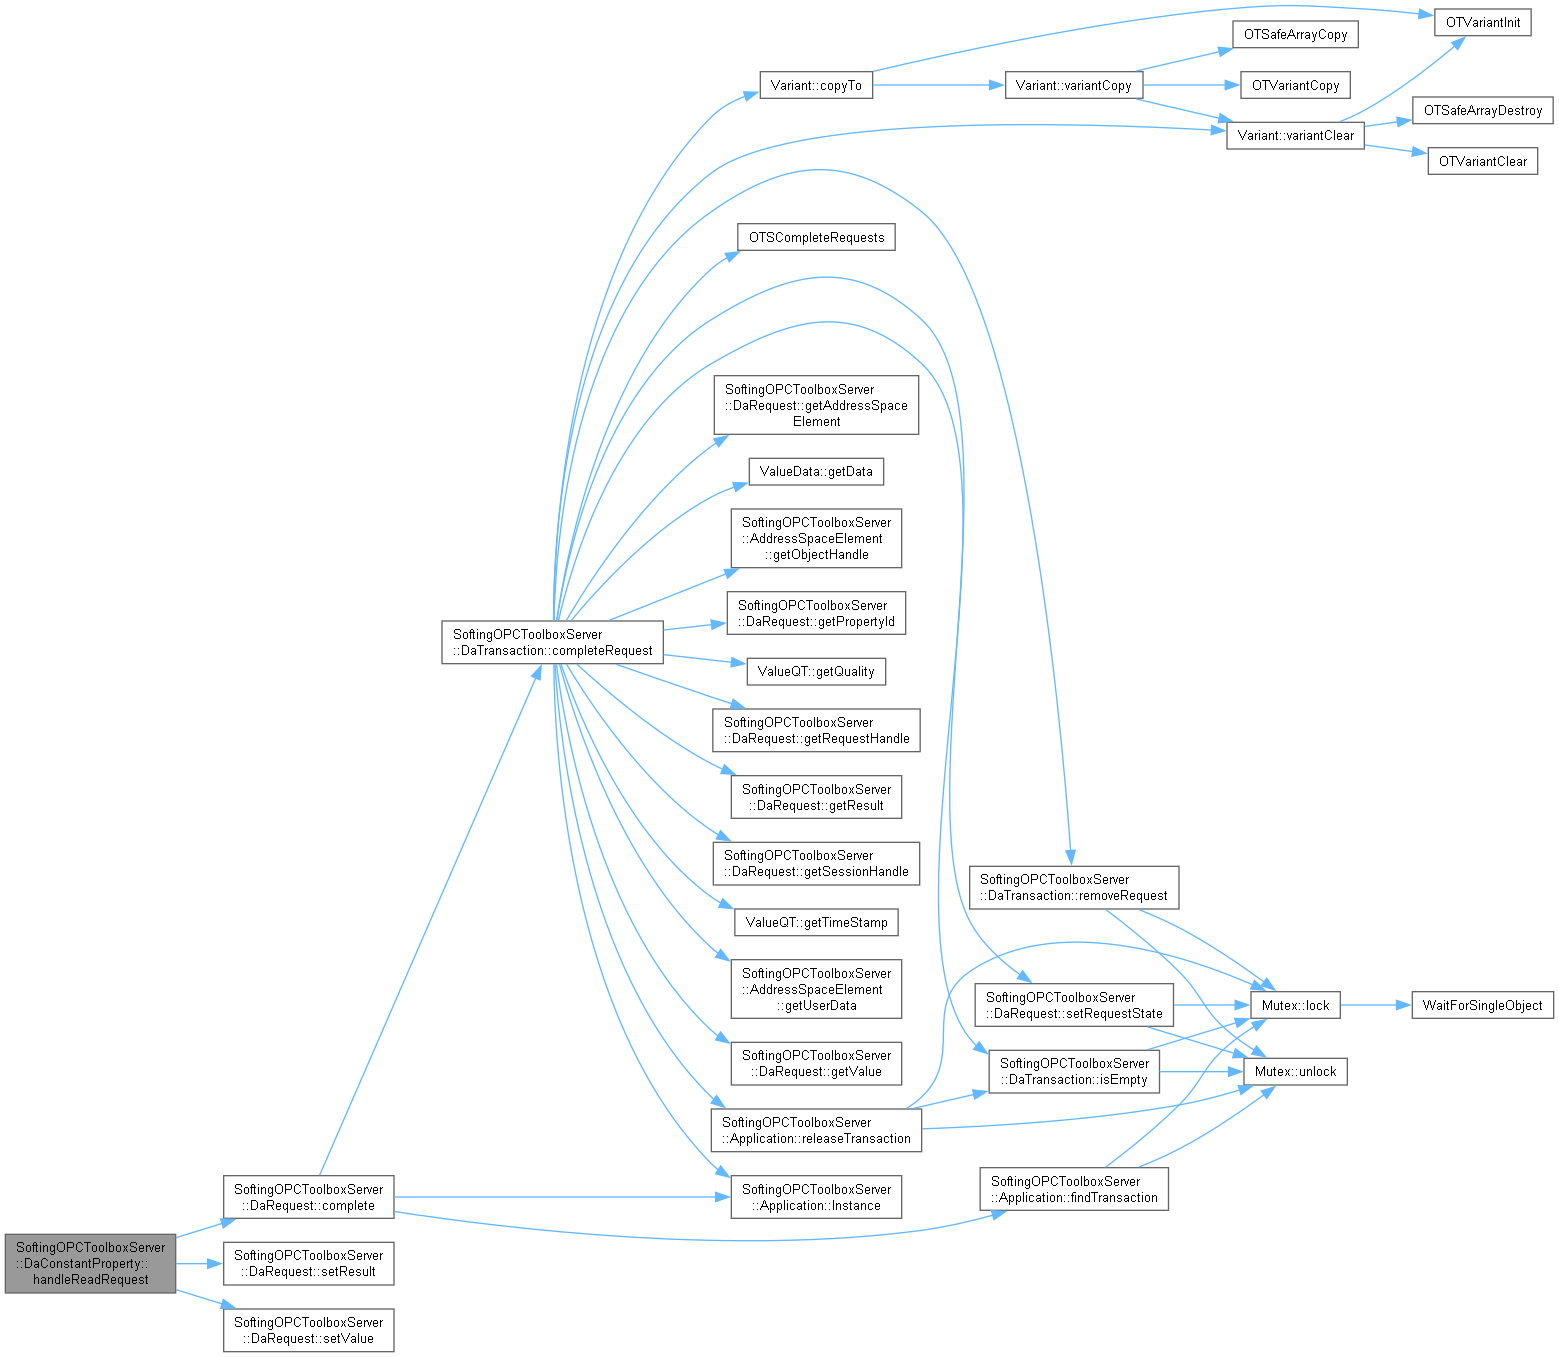 OTVariantInit
OTSafeArrayCopy
Variant::copyTo
Variant::variantCopy
OTVariantCopy
OTSafeArrayDestroy
Variant::variantClear
OTVariantClear
OTSCompleteRequests
SoftingOPCToolboxServer
::DaRequest::getAddressSpace
Element
ValueData::getData
SoftingOPCToolboxServer
::AddressSpaceElement
::getObjectHandle
SoftingOPCToolboxServer
::DaRequest::getPropertyId
SoftingOPCToolboxServer
::DaTransaction::completeRequest
ValueQT::getQuality
SoftingOPCToolboxServer
::DaRequest::getRequestHandle
SoftingOPCToolboxServer
::DaRequest::getResult
SoftingOPCToolboxServer
::DaRequest::getSessionHandle
SoftingOPCToolboxServer
::DaTransaction::removeRequest
ValueQT::getTimeStamp
SoftingOPCToolboxServer
::AddressSpaceElement
::getUserData
SoftingOPCToolboxServer
::DaRequest::setRequestState
Mutex::lock
WaitForSingleObject
SoftingOPCToolboxServer
::DaRequest::getValue
SoftingOPCToolboxServer
::DaTransaction::isEmpty
Mutex::unlock
SoftingOPCToolboxServer
::Application::releaseTransaction
SoftingOPCToolboxServer
::Application::findTransaction
SoftingOPCToolboxServer
::DaRequest::complete
SoftingOPCToolboxServer
::Application::Instance
SoftingOPCToolboxServer
::DaConstantProperty::
handleReadRequest
SoftingOPCToolboxServer
::DaRequest::setResult
SoftingOPCToolboxServer
::DaRequest::setValue